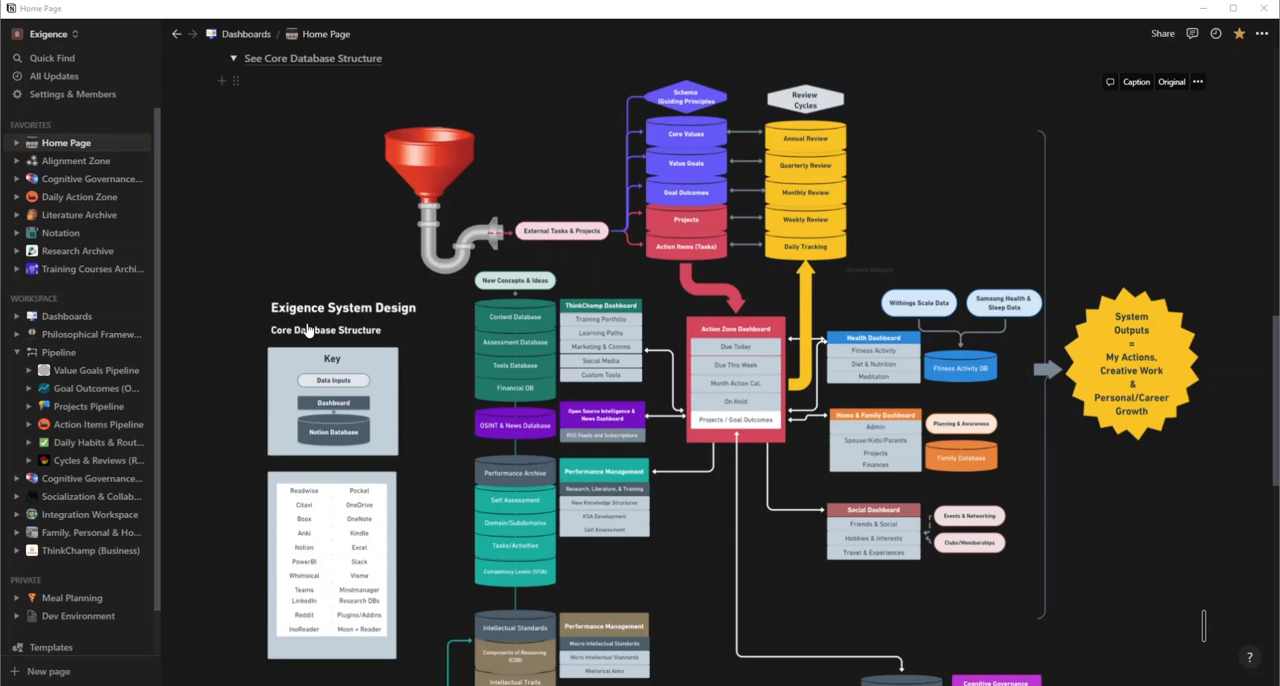 Home Page
Exigence
Dashboards / Home Page
Share
Quick Find
All Updates
Settings & Members
FAVORITES
Home Page
Alignment Zone
Cognitive Governance...
Daily Action Zone
Literature Archive
Notation
Research Archive
Training Courses Archi...
WORKSPACE
Dashboards
Philosophical Framew...
Pipeline
Value Goals Pipeline
Goal Outcomes (O...
Projects Pipeline
Action Items Pipeline
Daily Habits & Rout...
Cycles & Reviews (R...
Cognitive Governance...
Socialization & Collab...
Integration Workspace
Family, Personal & Ho...
ThinkChamp (Business)
PRIVATE
Meal Planning
Dev Environment
Templates
New page
See Core Database Structure
Caption
Original
Schema
(Guiding Principles
Core Values
Value Goals
Goal Outcomes
Projects
Action Items (Tasks)
Review
Cycles
Annual Review
Quarterly Review
Monthly Review
Weekly Review
Daily Tracking
External Tasks & Projects
Exigence System Design
Core Database Structure
Key
Data Inputs
Dashboard
Notion Database
Readwise Pocket
Citavi OneDrive
Boox OneNote
Anki Kindle
Notion Excel
PowerBI Slack
Whimsical Visme
Teams Mindmanager
LinkedIn Research DBs
Reddit Plugins/Addins
InoReader Moon + Reader
New Concepts & Ideas
Content Database
Assessment Database
Tools Database
Financial DB
OSINT & News Database
Performance Archive
Self Assessment
Domain/Subdomains
Tasks/Activities
Competency Levels (SFIA)
Intellectual Standards
Components of Reasoning
(COR)
Intellectual Traits
ThinkChamp Dashboard
Training Portfolio
Learning Paths
Marketing & Comms
Social Media
Custom Tools
Open Source Intelligence &
News Dashboard
RSS Feeds and Subscriptions
Performance Management
Research, Literature, & Training
New Knowledge Structures
KSA Development
Self Assessment
Performance Management
Macro Intellectual Standards
Micro Intellectual Standards
Rhetorical Aims
Action Zone Dashboard
Due Today
Due This Week
Month Action Cal.
On Hold
Projects / Goal Outcomes
System Outputs
Withings Scale Data
Samsung Health &
Sleep Data
Health Dashboard
Fitness Activity
Diet & Nutrition
Meditation
Fitness Activity DB
Home & Family Dashboard
Admin
Spouse/Kids/Parents
Projects
Finances
Planning & Awareness
Family Database
Social Dashboard
Friends & Social
Hobbies & Interests
Travel & Experiences
Events & Networking
Clubs/Memberships
Cognitive Governance
System
Outputs
=
My Actions,
Creative Work
&
Personal/Career
Growth
?